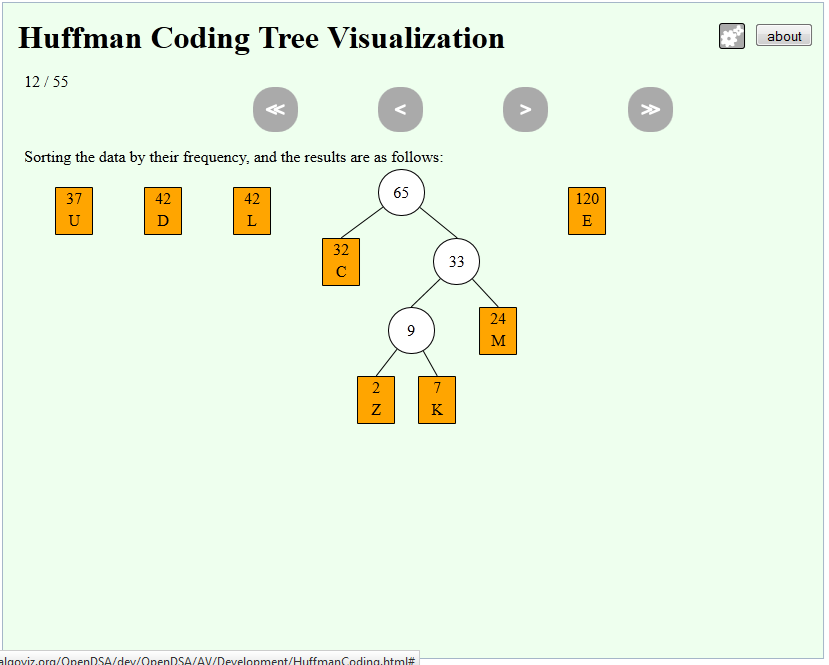 Huffman Coding Tree Visualization
about
12 / 55
≪ < > ≫
Sorting the data by their frequency, and the results are as follows:
37 42 42 65 120
U D L E
32 33
C
9 24
M
2 7
Z K
algoviz.org/OpenDSA/dev/OpenDSA/AV/Development/HuffmanCoding.html#